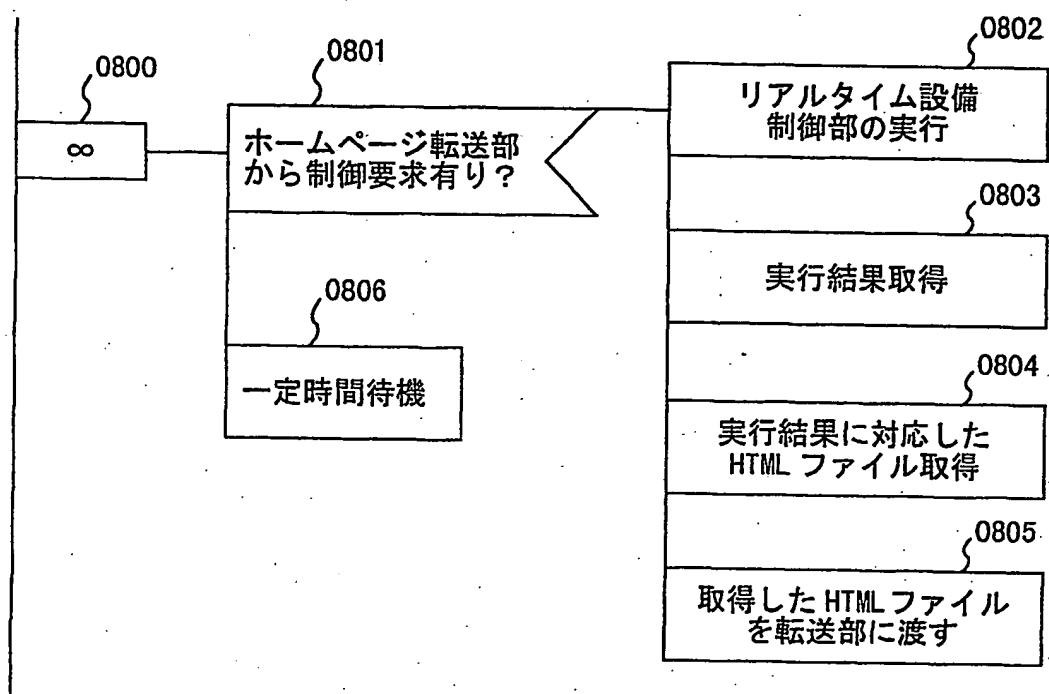 0800
∞
0801
ホームページ転送部
から制御要求有り？
0802
リアルタイム設備
制御部の実行
0803
実行結果取得
0804
実行結果に対応した
HTML ファイル取得
0805
取得した HTML ファイル
を転送部に渡す
0806
一定時間待機